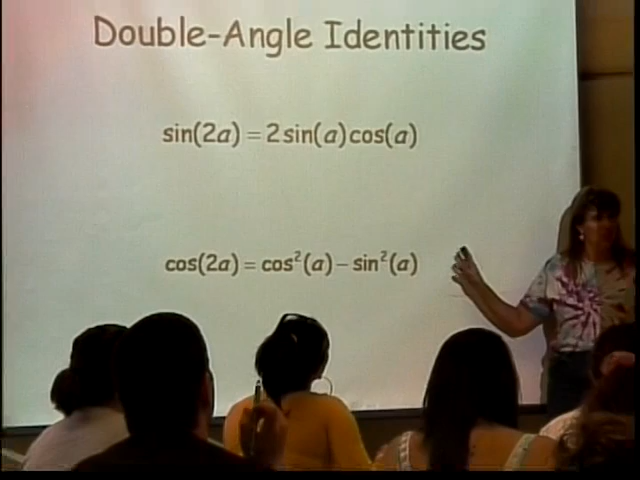 Double-Angle Identities
sin(2a) = 2sin(a)cos(a)
cos(2a) = cos²(a) − sin²(a)